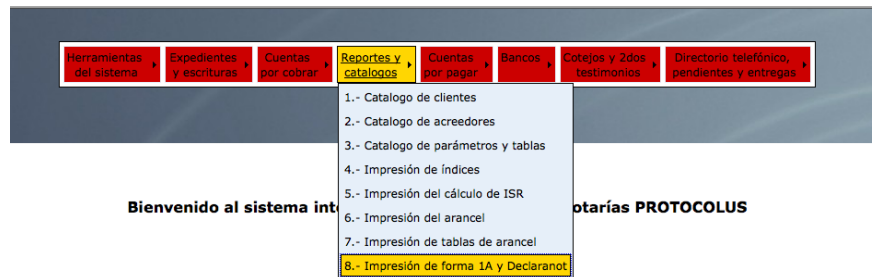 Herramientas del sistema
Expedientes y escrituras
Cuentas por cobrar
Reportes y catalogos
Cuentas por pagar
Bancos
Cotejos y 2dos testimonios
Directorio telefónico, pendientes y entregas
1.- Catalogo de clientes
2.- Catalogo de acreedores
3.- Catalogo de parámetros y tablas
4.- Impresión de índices
5.- Impresión del cálculo de ISR
6.- Impresión del arancel
7.- Impresión de tablas de arancel
8.- Impresión de forma 1A y Declaranot
Bienvenido al sistema PROTOCOLUS